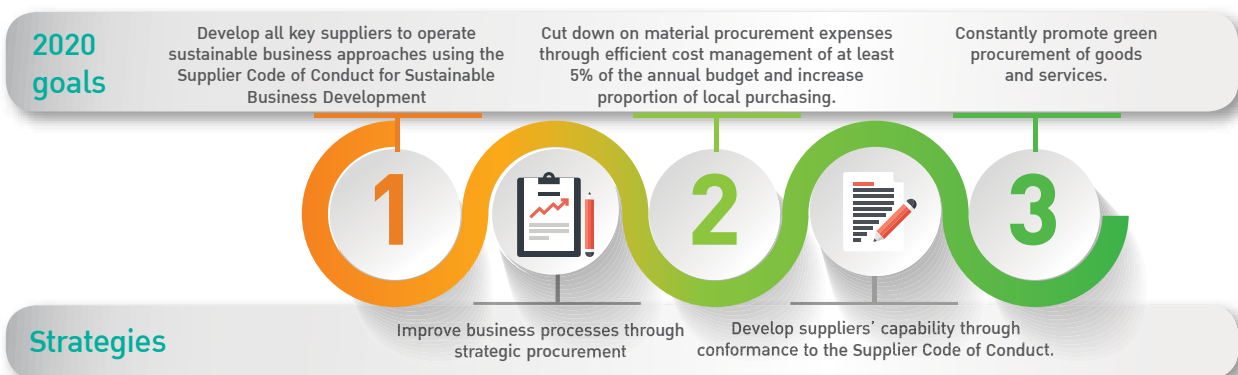 2020
goals
Develop all key suppliers to operate
sustainable business approaches using the
Supplier Code of Conduct for Sustainable
Business Development
Cut down on material procurement expenses
through efficient cost management of at least
5% of the annual budget and increase
proportion of local purchasing.
Constantly promote green
procurement of goods
and services.
1
2
3
Strategies
Improve business processes through
strategic procurement
Develop suppliers’ capability through
conformance to the Supplier Code of Conduct.